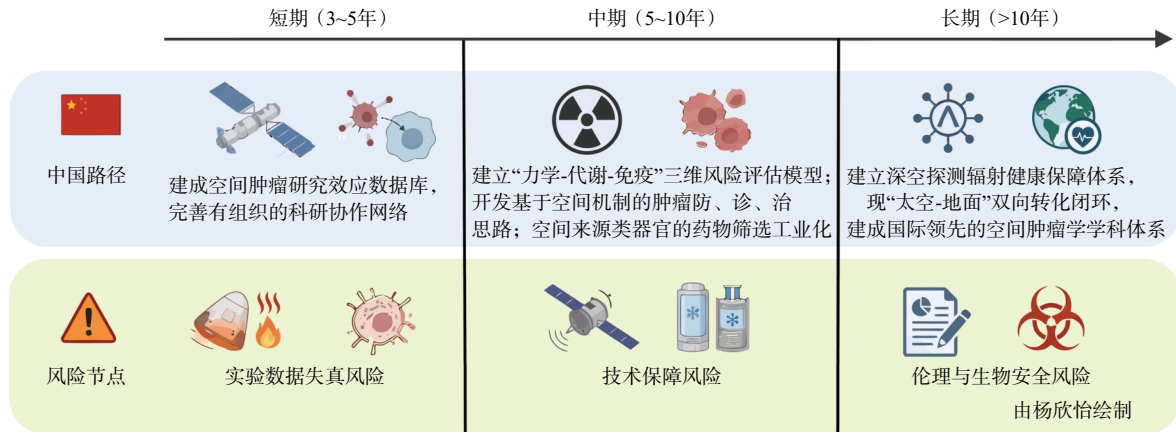 短期（3~5年）
中期（5~10年）
长期（>10年）
中国路径
建成空间肿瘤研究效应数据库，
完善有组织的科研协作网络
建立“力学-代谢-免疫”三维风险评估模型；
开发基于空间机制的肿瘤防、诊、治
思路；空间来源类器官的药物筛选工业化
建立深空探测辐射健康保障体系，
现“太空-地面”双向转化闭环，
建成国际领先的空间肿瘤学学科体系
风险节点
实验数据失真风险
技术保障风险
伦理与生物安全风险
由杨欣怡绘制